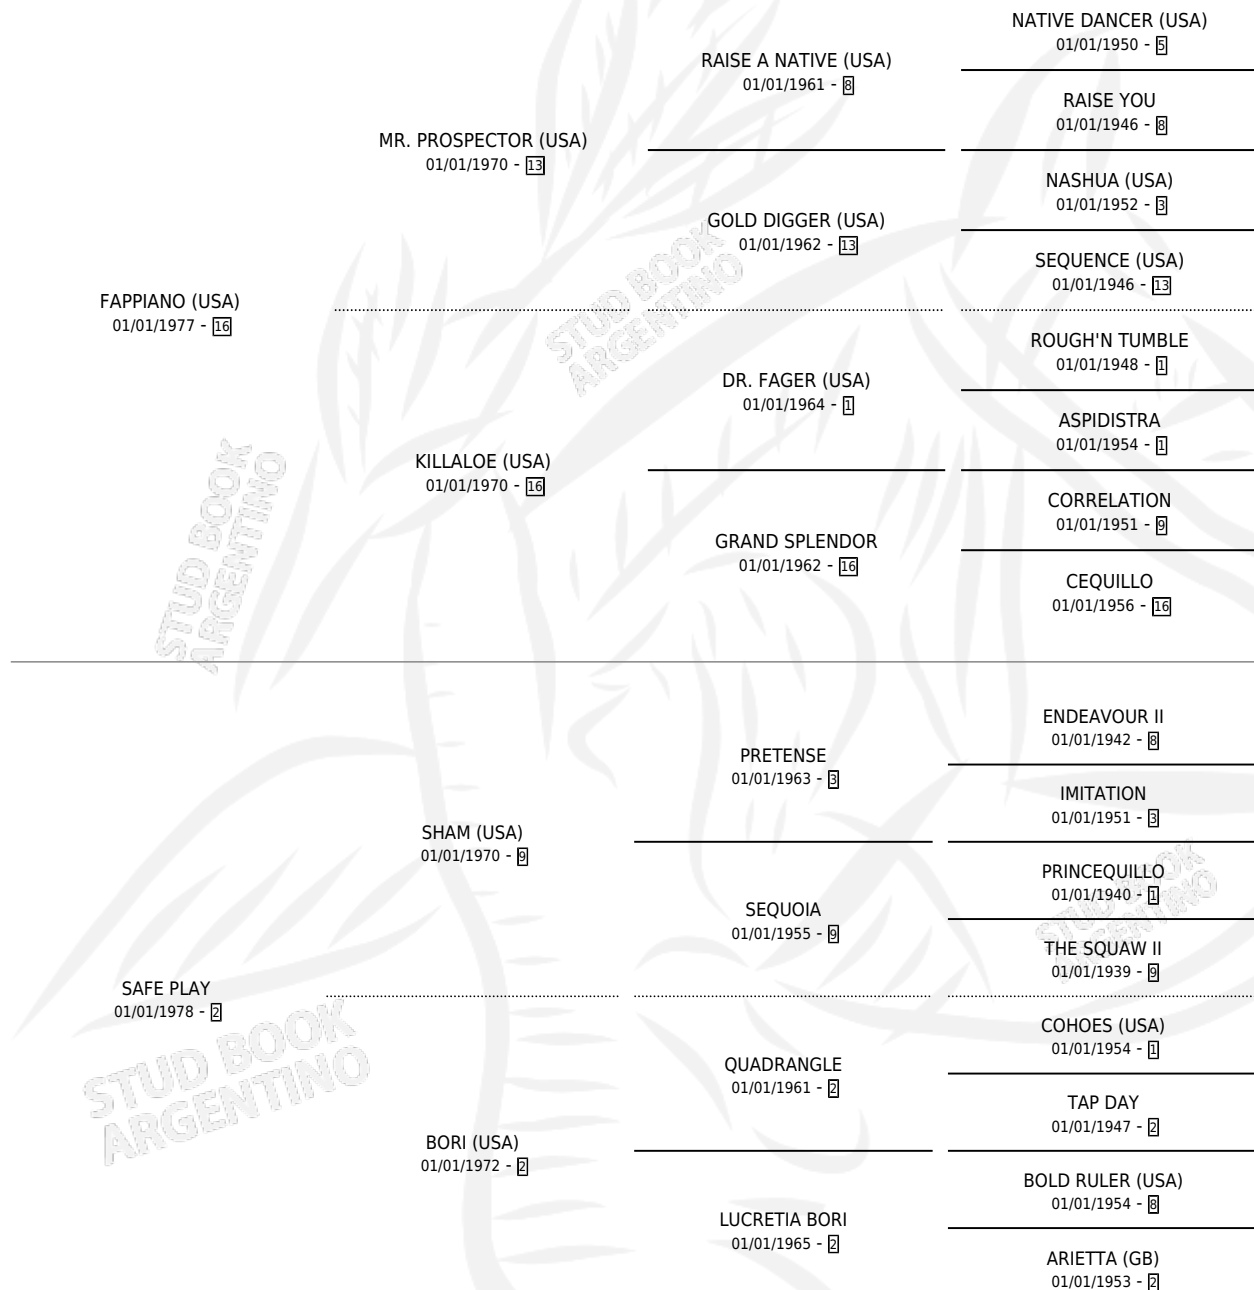 NATIVE DANCER (USA)
01/01/1950 - 5
RAISE A NATIVE (USA)
01/01/1961 - 8
RAISE YOU
01/01/1946 - 8
MR. PROSPECTOR (USA)
01/01/1970 - 13
NASHUA (USA)
01/01/1952 - 3
GOLD DIGGER (USA)
01/01/1962 - 13
SEQUENCE (USA)
01/01/1946 - 13
FAPPIANO (USA)
01/01/1977 - 16
STUD BOOK
ARGENTINO
ROUGH'N TUMBLE
01/01/1948 - 1
DR. FAGER (USA)
01/01/1964 - 1
ASPIDISTRA
01/01/1954 - 1
KILLALOE (USA)
01/01/1970 - 16
CORRELATION
01/01/1951 - 9
GRAND SPLENDOR
01/01/1962 - 16
CEQUILLO
01/01/1956 - 16
STUD BOOK
ARGENTINO
ENDEAVOUR II
01/01/1942 - 8
PRETENSE
01/01/1963 - 3
IMITATION
01/01/1951 - 3
SHAM (USA)
01/01/1970 - 9
PRINCEQUILLO
01/01/1940 - 1
SEQUOIA
01/01/1955 - 9
STUD BOOK
ARGENTINO
THE SQUAW II
01/01/1939 - 9
SAFE PLAY
01/01/1978 - 2
COHOES (USA)
01/01/1954 - 1
QUADRANGLE
01/01/1961 - 2
STUD BOOK
ARGENTINO
TAP DAY
01/01/1947 - 2
BORI (USA)
01/01/1972 - 2
BOLD RULER (USA)
01/01/1954 - 8
LUCRETIA BORI
01/01/1965 - 2
ARIETTA (GB)
01/01/1953 - 2